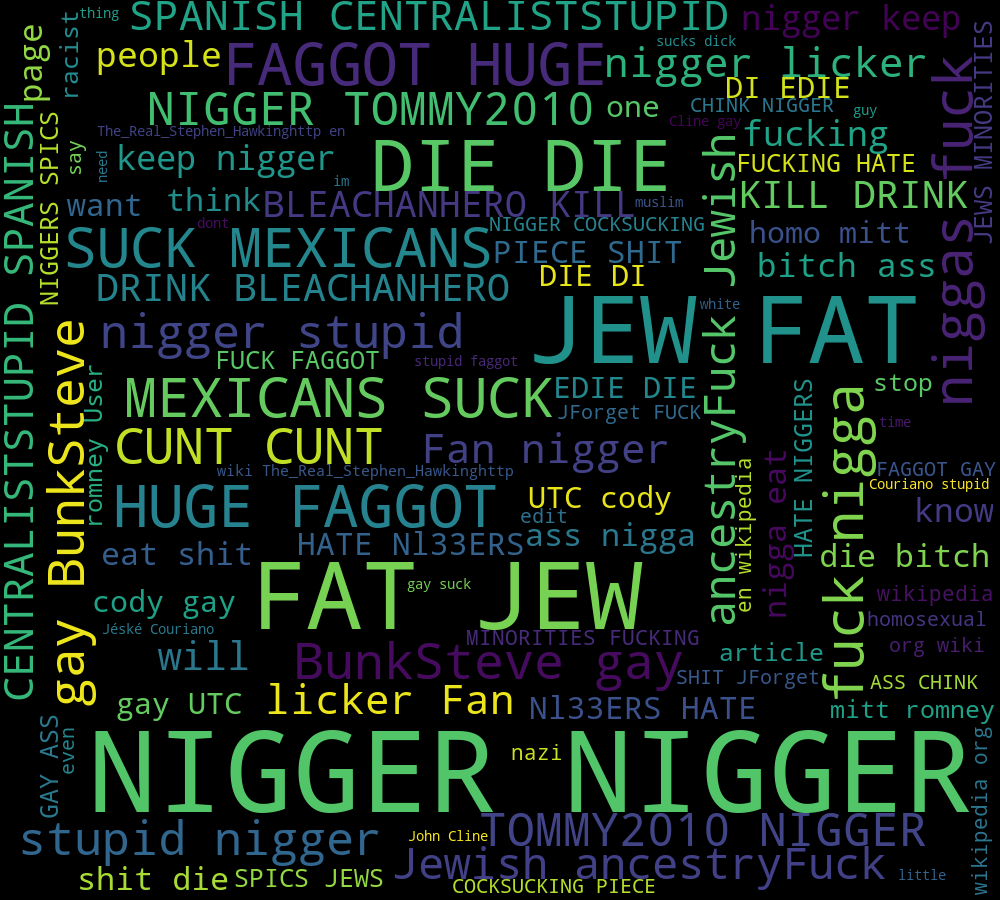 thing
SPANISH CENTRALISTSTUPID
nigger keep
page
racist
people
FAGGOT HUGE
sucks dick
nigger licker
DI EDIE
JEWS MINORITIES
niggas fuck
NIGGER TOMMY2010
one
CHINK NIGGER
guy
Cline gay
fucking
The_Real_Stephen_Hawkinghttp en
CENTRALISTSTUPID SPANISH
NIGGERS SPICS
say
need
keep nigger
DIE DIE
FUCKING HATE
im
want
think
BLEACHANHERO KILL
muslim
KILL DRINK
dont
NIGGER COCKSUCKING
ancestryFuck Jewish
homo mitt
SUCK MEXICANS
PIECE SHIT
bitch ass
DRINK BLEACHANHERO
DIE DI
JEW FAT
white
nigger stupid
gay BunkSteve
FUCK FAGGOT
stupid faggot
romney User
MEXICANS SUCK
EDIE DIE
stop
JForget FUCK
HATE NIGGERS
fuck nigga
time
CUNT CUNT
Fan nigger
wiki The_Real_Stephen_Hawkinghttp
en wikipedia
nigga eat
FAGGOT GAY
Couriano stupid
HUGE FAGGOT
UTC cody
edit
know
HATE Nl33ERS
ass nigga
eat shit
die bitch
FAT JEW
gay suck
cody gay
wikipedia
homosexual
Jéské Couriano
MINORITIES FUCKING
org wiki
will
BunkSteve gay
article
SHIT JForget
ASS CHINK
gay UTC
licker Fan
Nl33ERS HATE
mitt romney
GAY ASS
even
NIGGER NIGGER
nazi
wikipedia org
stupid nigger
John Cline
TOMMY2010 NIGGER
shit die
SPICS JEWS
Jewish ancestryFuck
little
COCKSUCKING PIECE